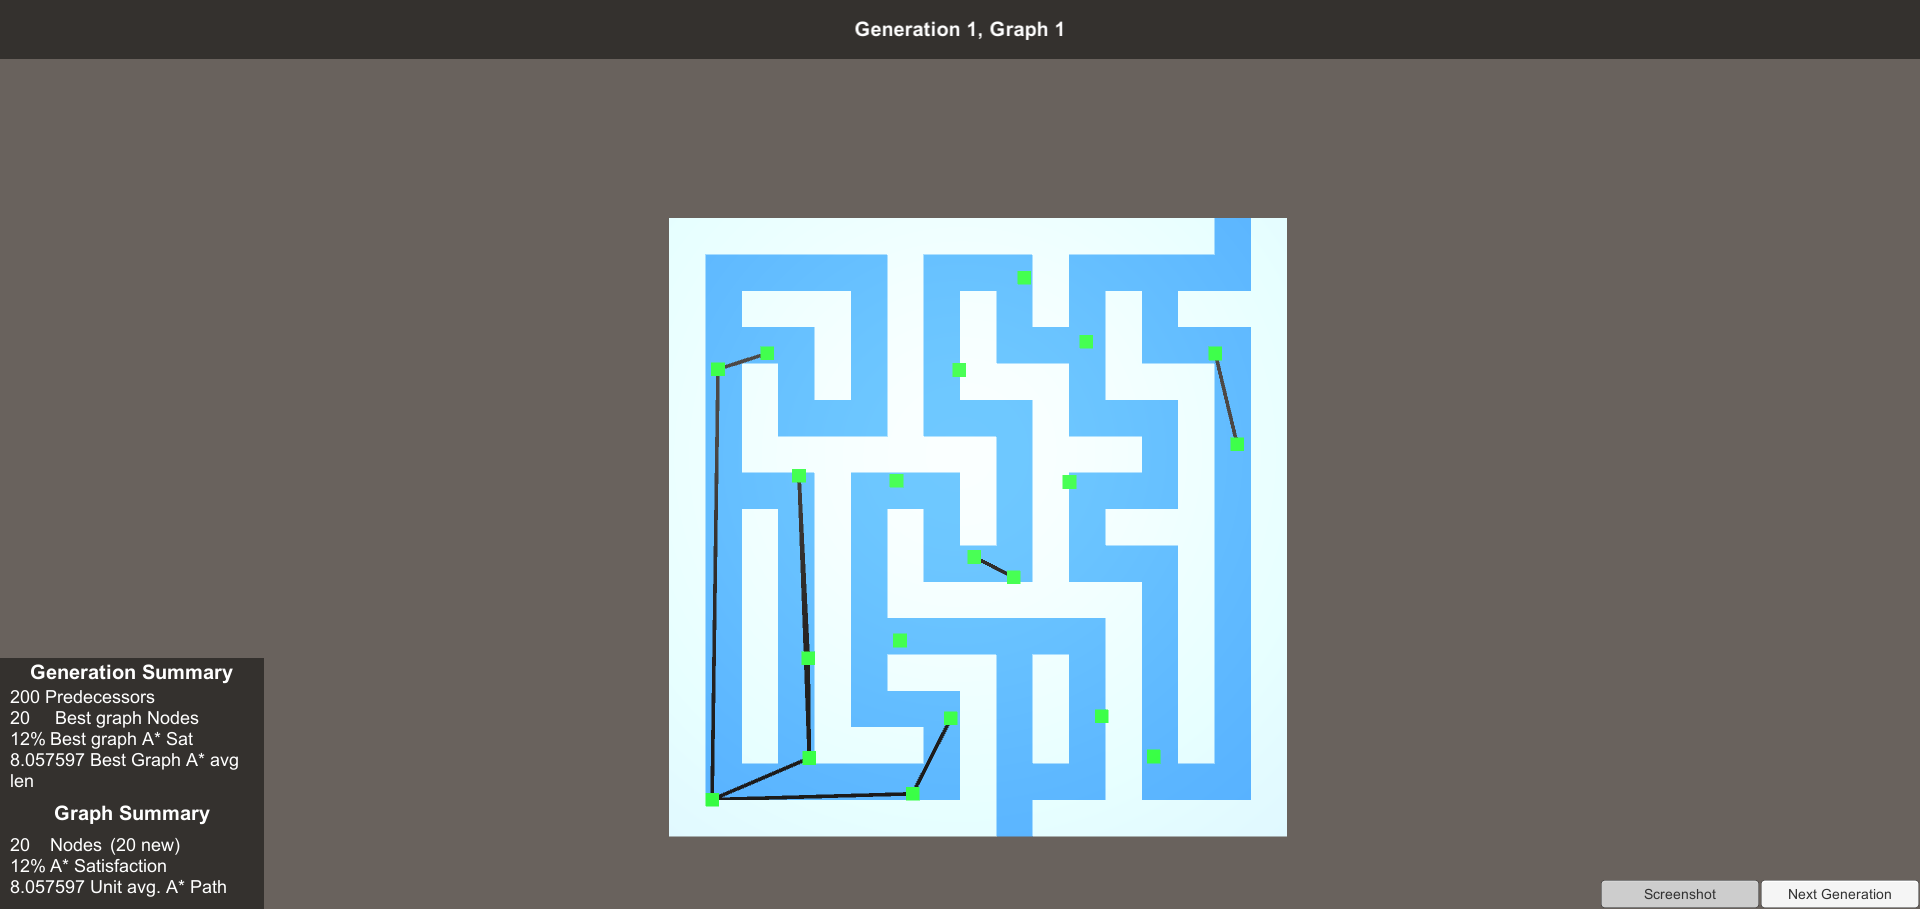 Generation 1, Graph 1
Generation Summary
200 Predecessors
20 Best graph Nodes
12% Best graph A* Sat
8.057597 Best Graph A* avg
len
Graph Summary
20 Nodes (20 new)
12% A* Satisfaction
8.057597 Unit avg. A* Path
Screenshot
Next Generation